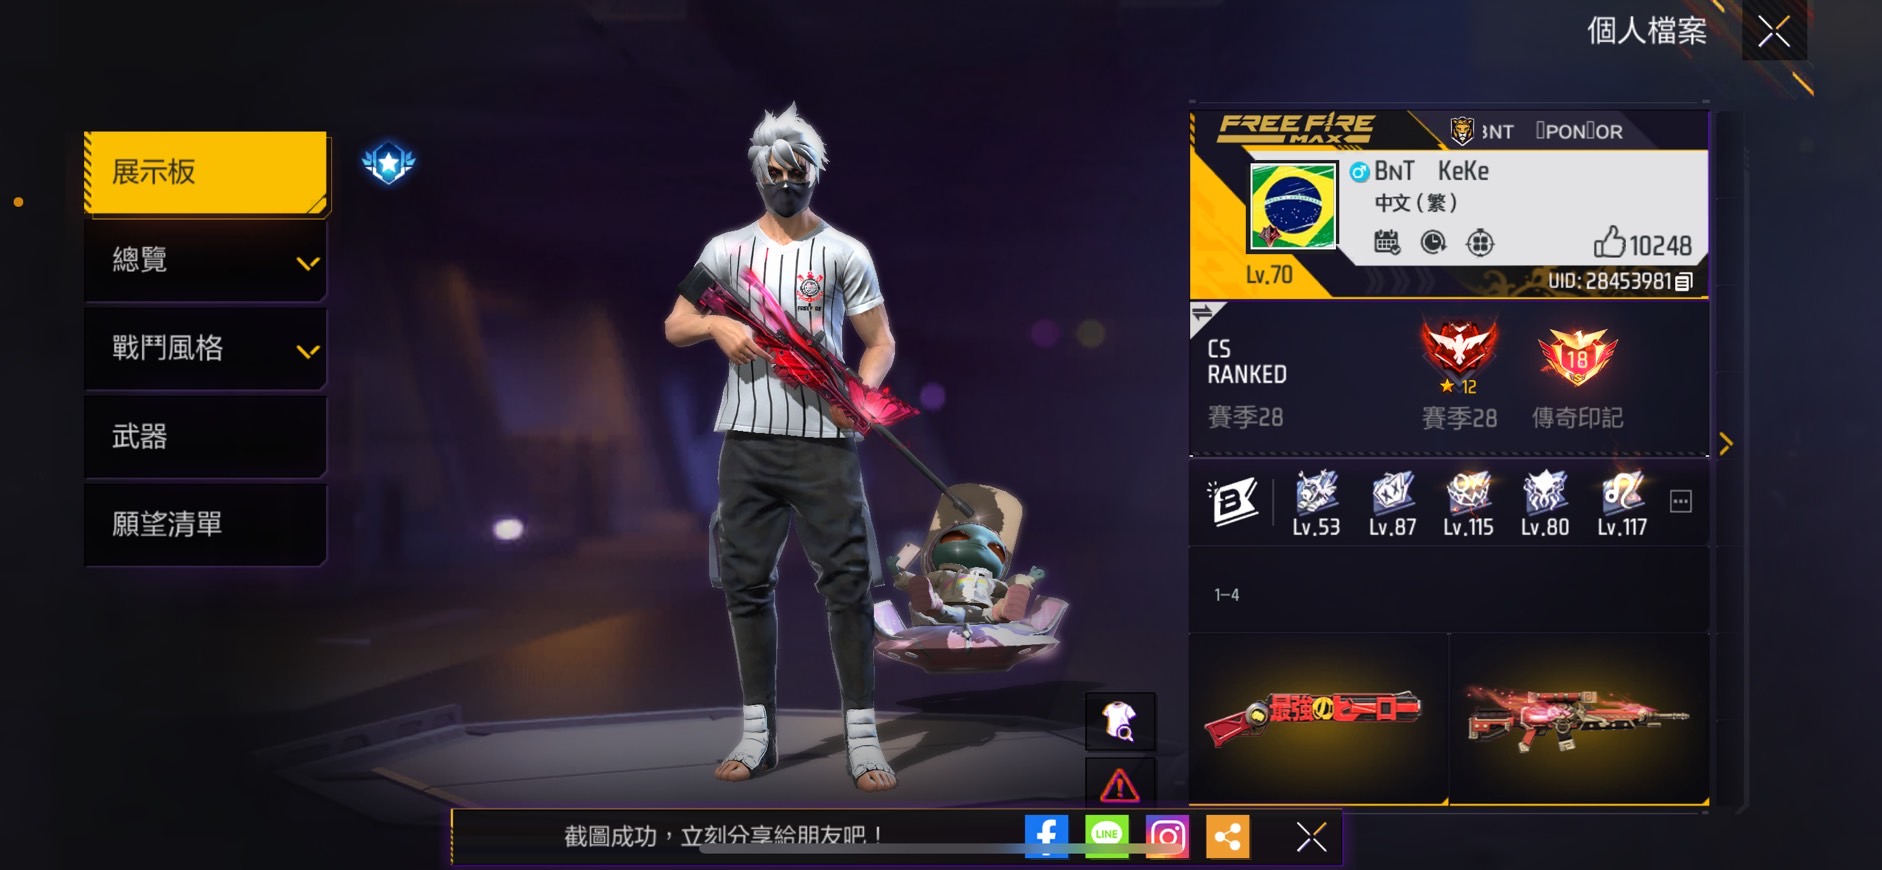 個人檔案
展示板
總覽
戰鬥風格
武器
願望清單
FREE FIRE
MAX
BNT PON OR
BNT KeKe
中文(繁)
10248
Lv.70
UID: 28453981
CS
RANKED
賽季28
12
賽季28
18
傳奇印記
B
Lv.53
Lv.87
Lv.115
Lv.80
Lv.117
1-4
最強のヒーロー
截圖成功,立刻分享給朋友吧!
LINE